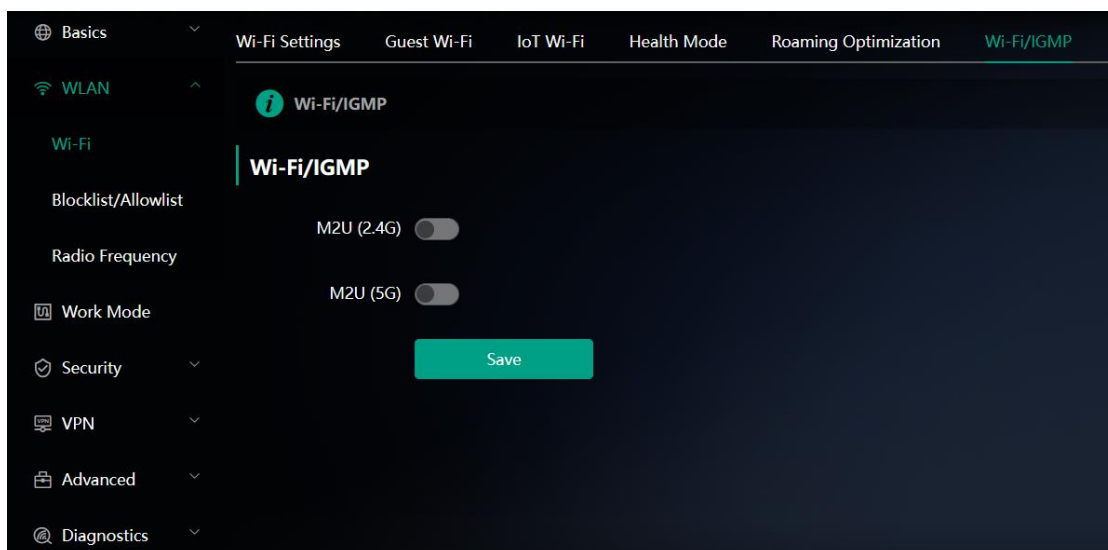 Basics
WLAN
Wi-Fi
Blocklist/Allowlist
Radio Frequency
Work Mode
Security
VPN
VPN
Advanced
Diagnostics
Wi-Fi Settings Guest Wi-Fi IoT Wi-Fi Health Mode Roaming Optimization Wi-Fi/IGMP
i Wi-Fi/IGMP
Wi-Fi/IGMP
M2U (2.4G)
M2U (5G)
Save